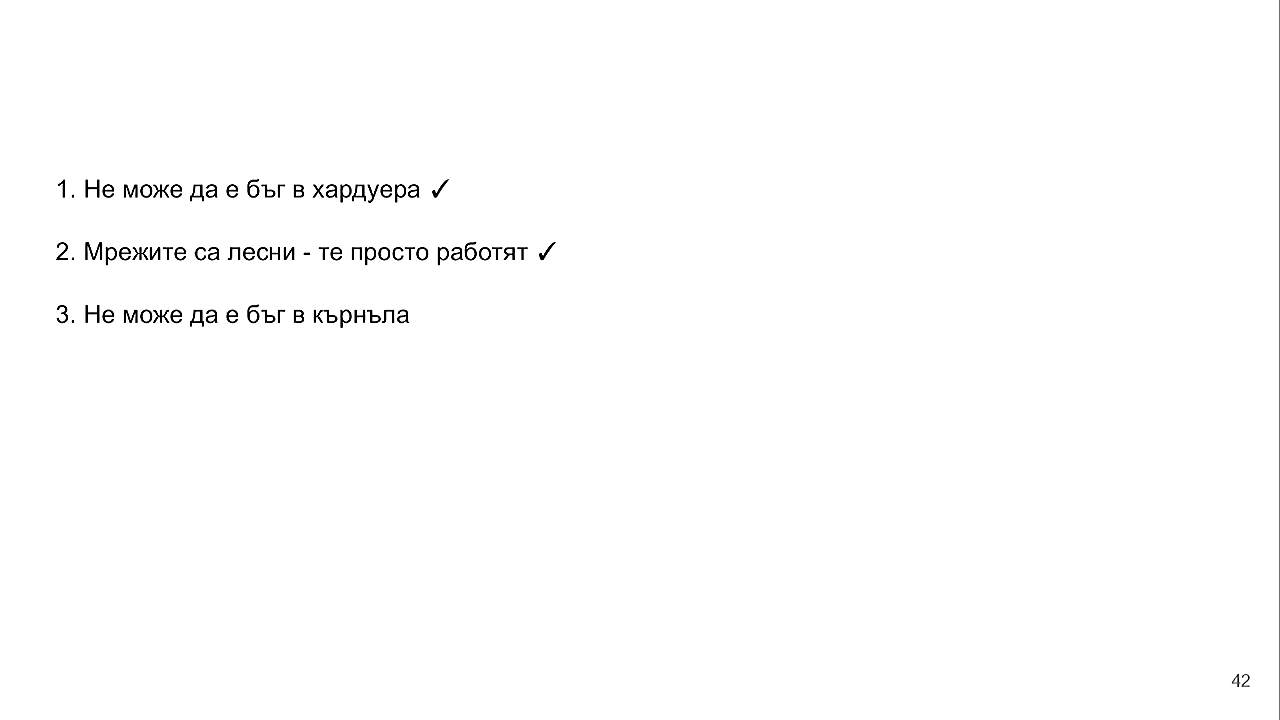 1. Не може да е бъг в хардуера ✓
2. Мрежите са лесни - те просто работят ✓
3. Не може да е бъг в кърнъла
42